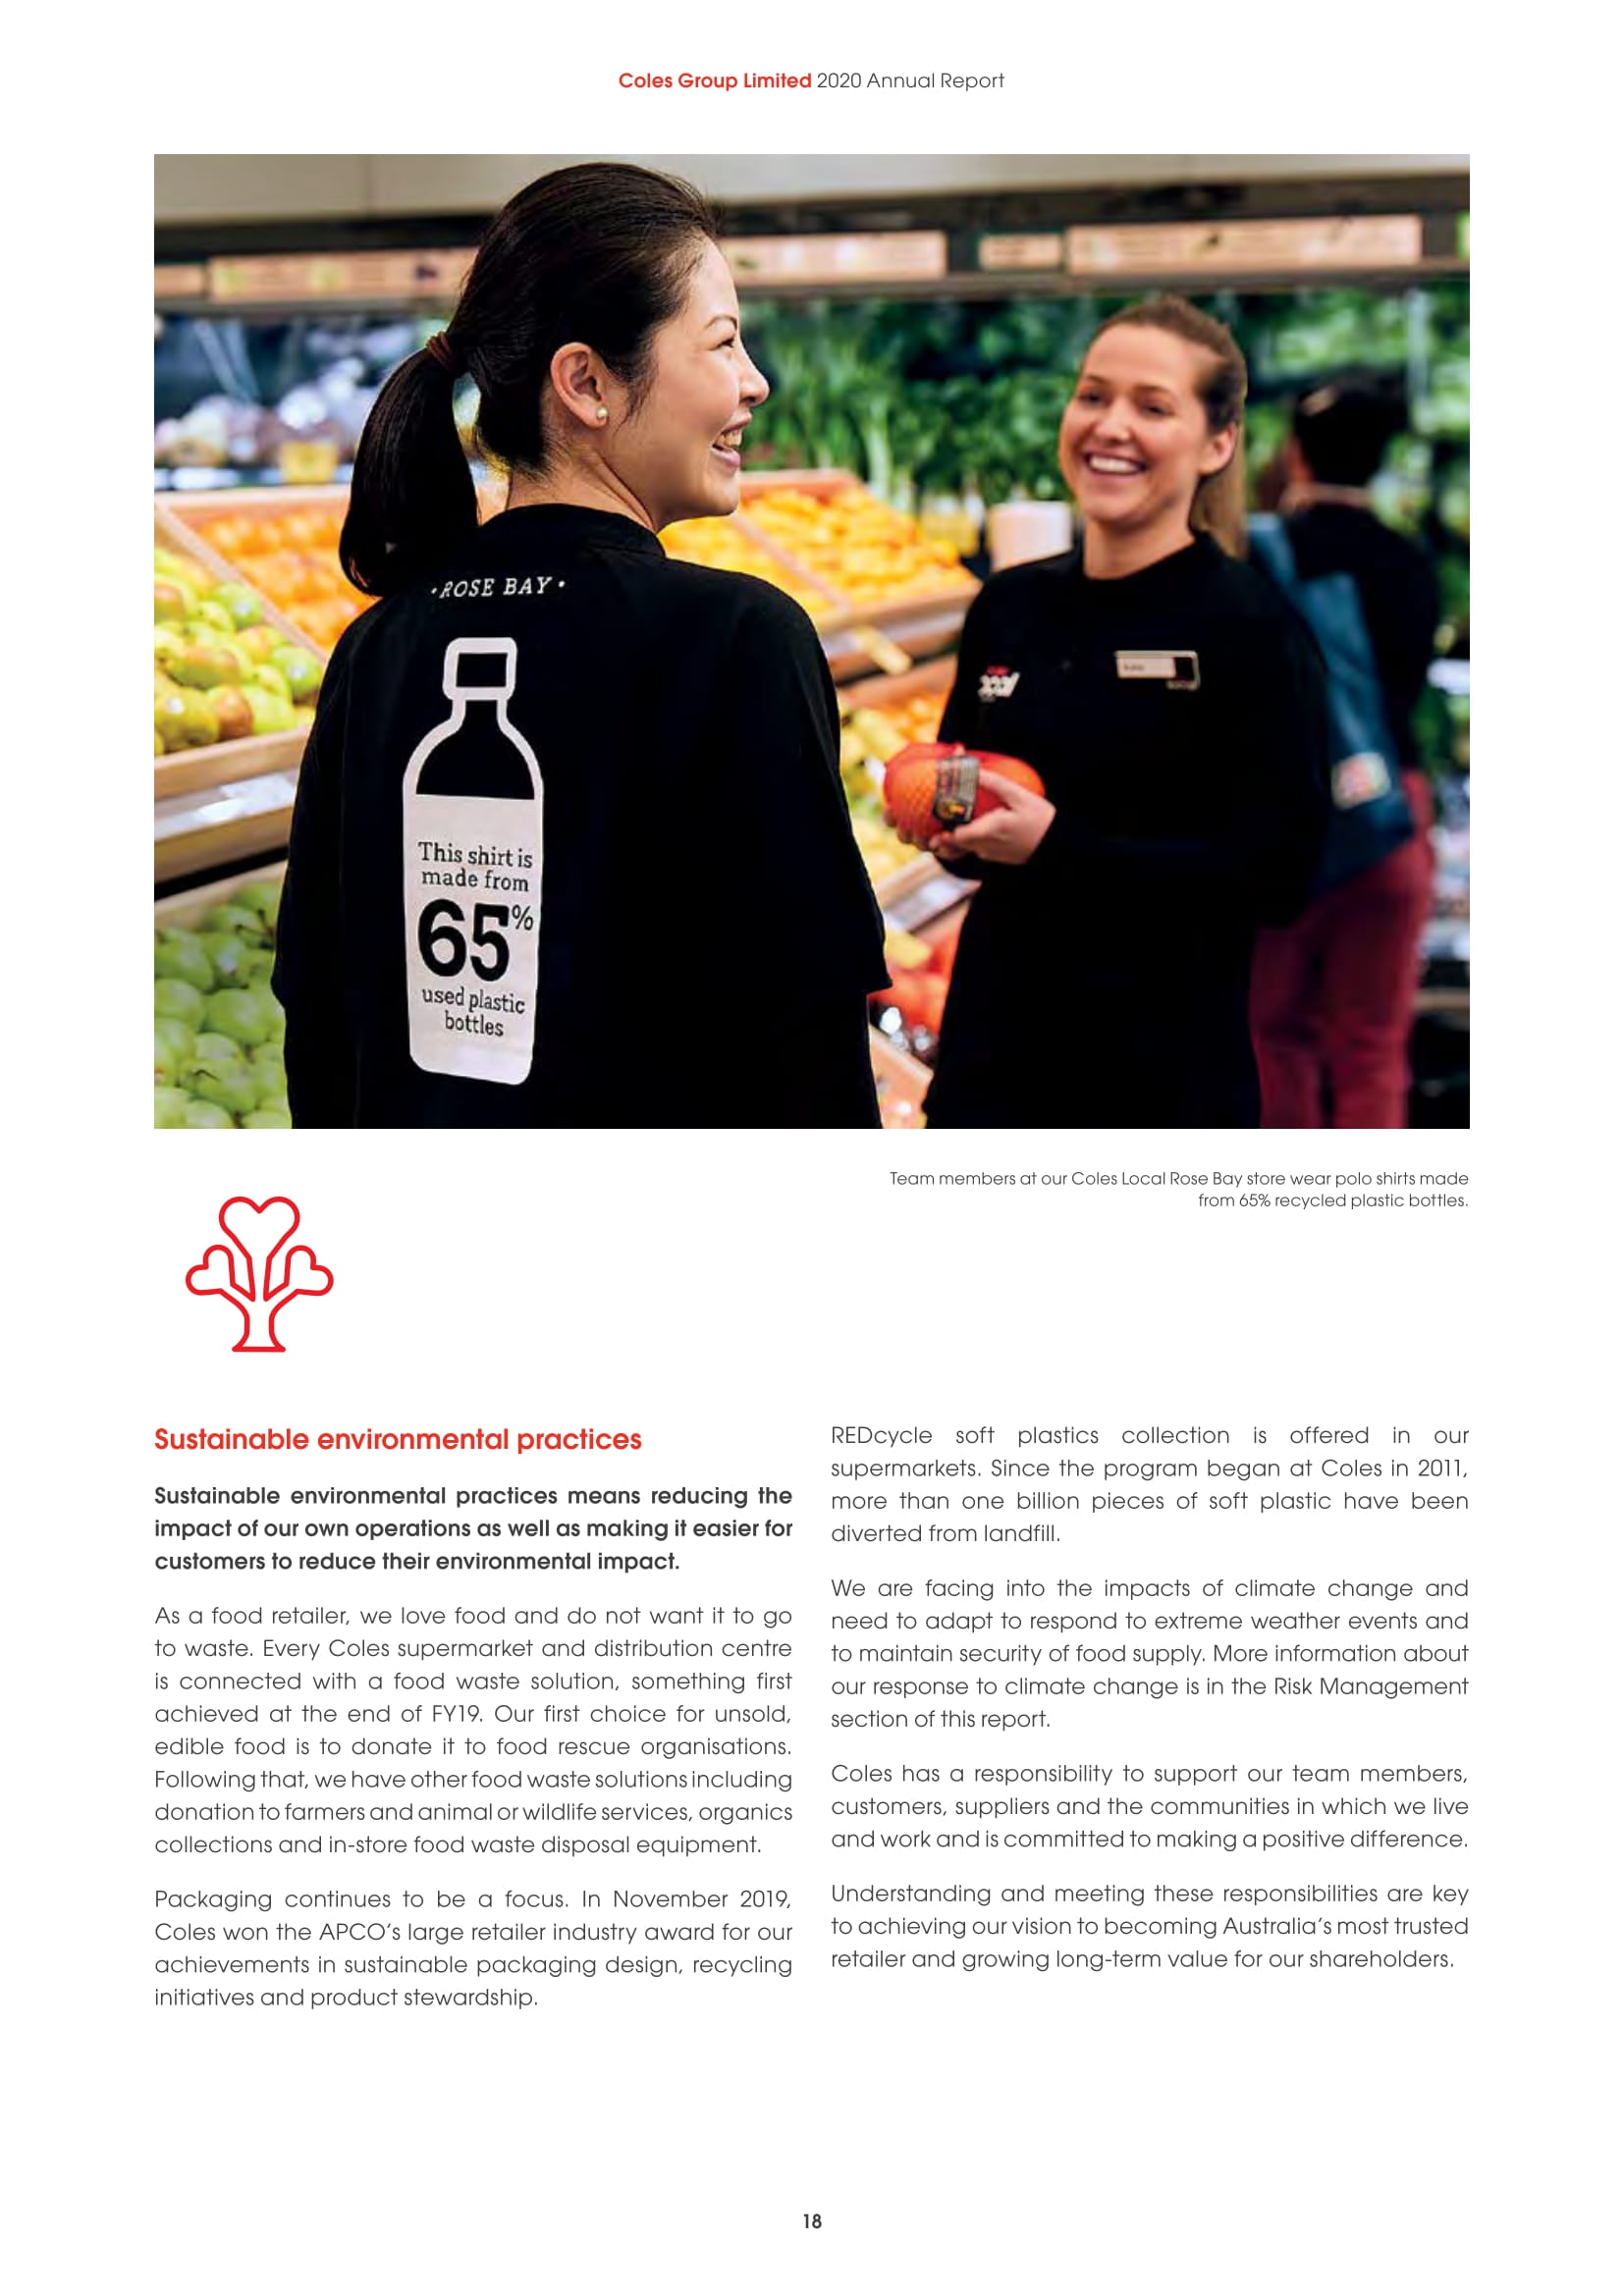 Coles Group Limited 2020 Annual Report
• ROSE BAY •
This shirt is
made from
65%
used plastic
bottles
Team members at our Coles Local Rose Bay store wear polo shirts made
from 65% recycled plastic bottles.
Sustainable environmental practices
Sustainable environmental practices means reducing the
impact of our own operations as well as making it easier for
customers to reduce their environmental impact.
As a food retailer, we love food and do not want it to go
to waste. Every Coles supermarket and distribution centre
is connected with a food waste solution, something first
achieved at the end of FY19. Our first choice for unsold,
edible food is to donate it to food rescue organisations.
Following that, we have other food waste solutions including
donation to farmers and animal or wildlife services, organics
collections and in-store food waste disposal equipment.
Packaging continues to be a focus. In November 2019,
Coles won the APCO's large retailer industry award for our
achievements in sustainable packaging design, recycling
initiatives and product stewardship.
REDcycle soft plastics collection is offered in our
supermarkets. Since the program began at Coles in 2011,
more than one billion pieces of soft plastic have been
diverted from landfill.
We are facing into the impacts of climate change and
need to adapt to respond to extreme weather events and
to maintain security of food supply. More information about
our response to climate change is in the Risk Management
section of this report.
Coles has a responsibility to support our team members,
customers, suppliers and the communities in which we live
and work and is committed to making a positive difference.
Understanding and meeting these responsibilities are key
to achieving our vision to becoming Australia's most trusted
retailer and growing long-term value for our shareholders.
18